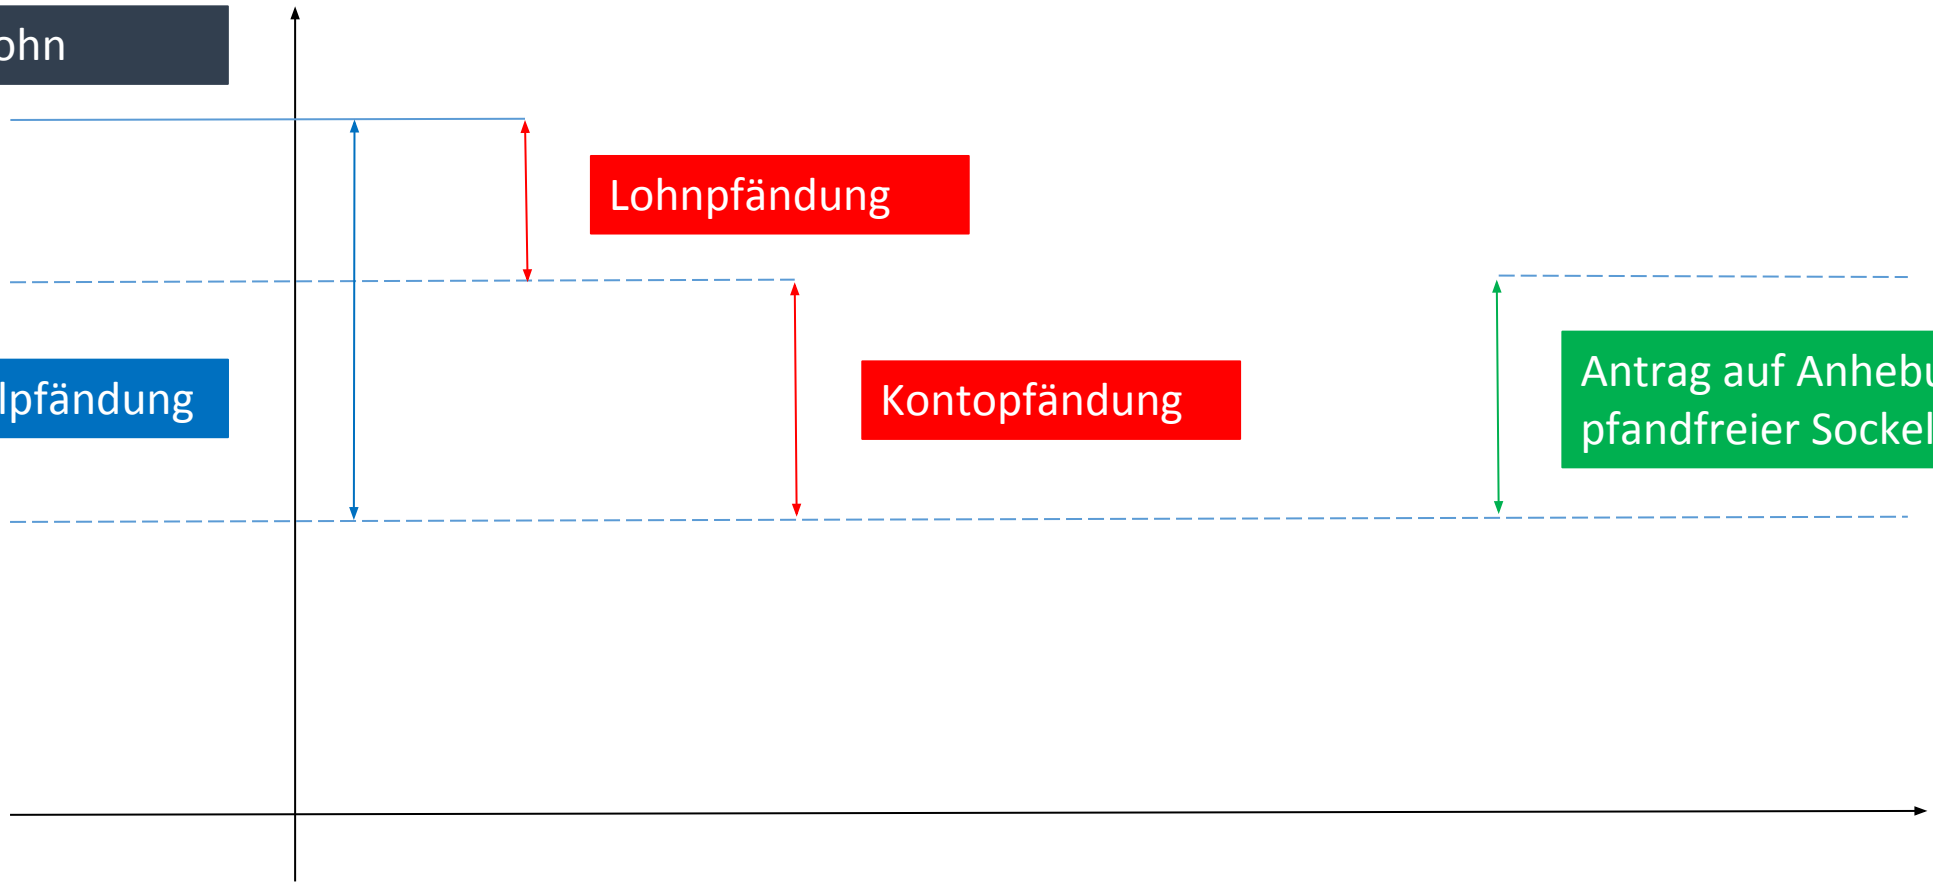 ohn
Lohnpfändung
lpfändung
Kontopfändung
Antrag auf Anhebu
pfandfreier Sockel